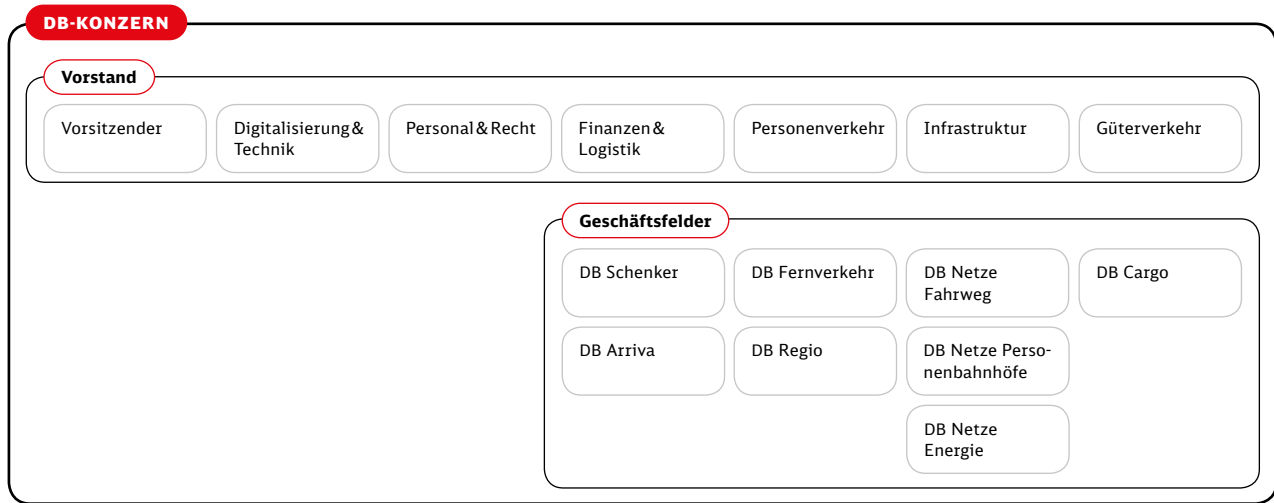 DB-KONZERN
Vorstand
Vorsitzender
Digitalisierung &
Technik
Personal & Recht
Finanzen &
Logistik
Personenverkehr
Infrastruktur
Güterverkehr
Geschäftsfelder
DB Schenker
DB Fernverkehr
DB Netze
Fahrweg
DB Cargo
DB Arriva
DB Regio
DB Netze Perso-
nenbahnhöfe
DB Netze
Energie